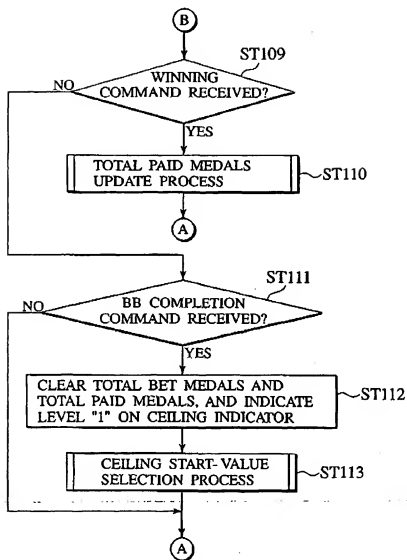 B
ST109
NO
WINNING
COMMAND RECEIVED?
YES
TOTAL PAID MEDALS
UPDATE PROCESS
ST110
A
ST111
NO
BB COMPLETION
COMMAND RECEIVED?
YES
CLEAR TOTAL BET MEDALS AND
TOTAL PAID MEDALS, AND INDICATE
LEVEL "1" ON CEILING INDICATOR
ST112
CEILING START-VALUE
SELECTION PROCESS
ST113
A